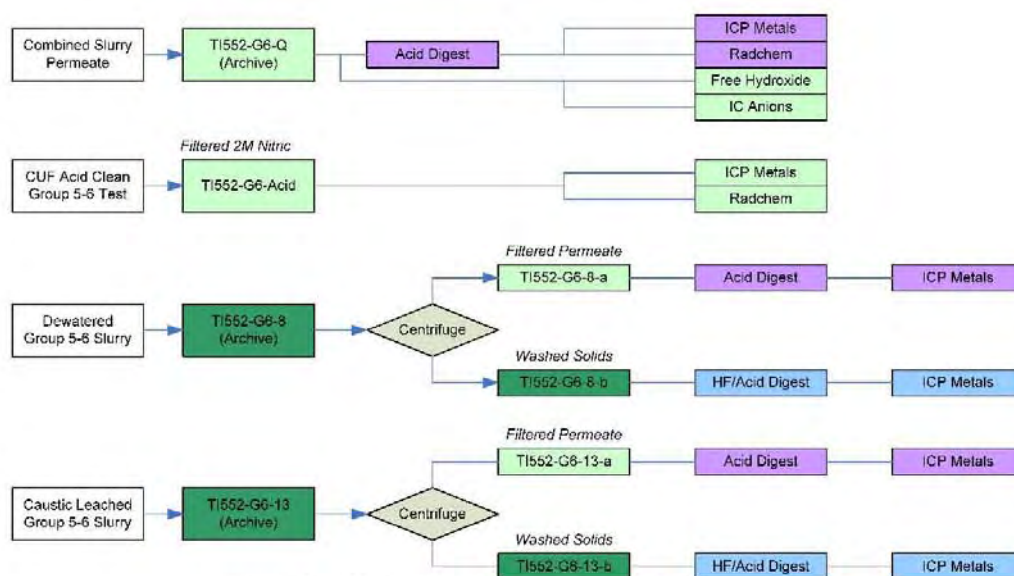 Combined Slurry
Permeate
TI552-G6-Q
(Archive)
Acid Digest
ICP Metals
Radchem
Free Hydroxide
IC Anions
Filtered 2M Nitric
CUF Acid Clean
Group 5-6 Test
TI552-G6-Acid
ICP Metals
Radchem
Dewatered
Group 5-6 Slurry
TI552-G6-8
(Archive)
Centrifuge
Filtered Permeate
TI552-G6-8-a
Acid Digest
ICP Metals
Washed Solids
TI552-G6-8-b
HF/Acid Digest
ICP Metals
Caustic Leached
Group 5-6 Slurry
TI552-G6-13
(Archive)
Centrifuge
Filtered Permeate
TI552-G6-13-a
Acid Digest
ICP Metals
Washed Solids
TI552-G6-13-b
HF/Acid Digest
ICP Metals